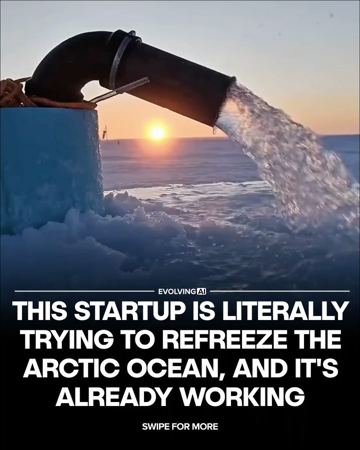 EVOLVING AI
THIS STARTUP IS LITERALLY
TRYING TO REFREEZE THE
ARCTIC OCEAN, AND IT'S
ALREADY WORKING
SWIPE FOR MORE